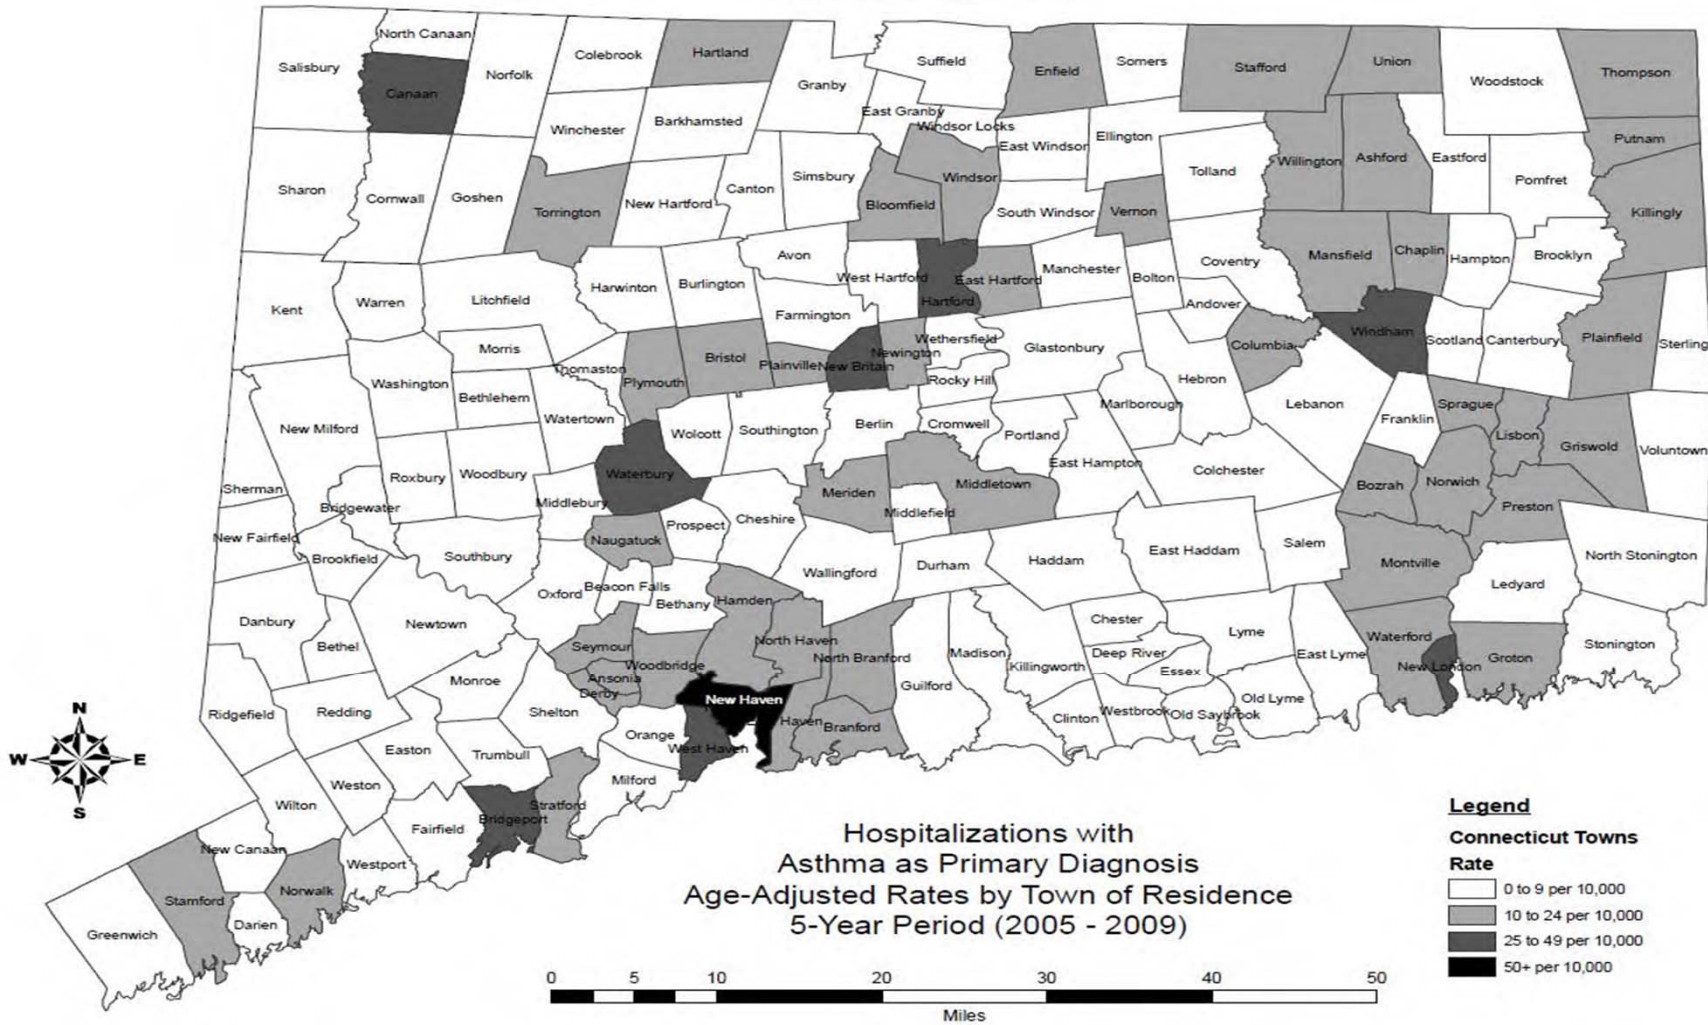 North Canaan
Salisbury
Canaan
Norfolk
Colebrook
Hartland
Granby
Suffield
Enfield
Somers
Stafford
Union
Woodstock
Thompson
Winchester
Barkhamsted
East Granby
Windsor Locks
East Windsor
Ellington
Putnam
Sharon
Cornwall
Goshen
Torrington
New Hartford
Canton
Simsbury
Bloomfield
Windsor
South Windsor
Vernon
Tolland
Willington
Ashford
Eastford
Pomfret
Killingly
Kent
Warren
Litchfield
Harwinton
Burlington
Avon
West Hartford
Hartford
East Hartford
Manchester
Bolton
Coventry
Andover
Mansfield
Chaplin
Hampton
Brooklyn
Farmington
Morris
Washington
Bethlehem
Thomaston
Plymouth
Bristol
Plainville
New Britain
Newington
Wethersfield
Rocky Hill
Glastonbury
Hebron
Columbia
Windham
Scotland
Canterbury
Plainfield
Sterling
New Milford
Watertown
Wolcott
Southington
Berlin
Cromwell
Portland
Marlborough
Lebanon
Franklin
Sprague
Lisbon
Griswold
Voluntown
Sherman
Bridgewater
Roxbury
Woodbury
Waterbury
Middlebury
Meriden
Middletown
Middlefield
East Hampton
Colchester
Bozrah
Norwich
Preston
New Fairfield
Brookfield
Southbury
Naugatuck
Prospect
Cheshire
Wallingford
Durham
Haddam
East Haddam
Salem
Montville
Ledyard
North Stonington
Danbury
Bethel
Newtown
Oxford
Beacon Falls
Bethany
Hamden
North Haven
North Branford
Guilford
Madison
Killingworth
Chester
Deep River
Essex
Lyme
East Lyme
Waterford
New London
Groton
Stonington
Seymour
Woodbridge
Ansonia
Derby
Ridgefield
Redding
Monroe
Shelton
New Haven
Haven
Branford
Clinton
Westbrook
Old Saybrook
Old Lyme
Easton
Trumbull
Orange
West Haven
Milford
Weston
Wilton
Fairfield
Bridgeport
Stratford
New Canaan
Westport
Norwalk
Stamford
Darien
Greenwich
N
W E
S
Hospitalizations with
Asthma as Primary Diagnosis
Age-Adjusted Rates by Town of Residence
5-Year Period (2005 - 2009)
0 5 10 20 30 40 50
Miles
Legend
Connecticut Towns
Rate
0 to 9 per 10,000
10 to 24 per 10,000
25 to 49 per 10,000
50+ per 10,000